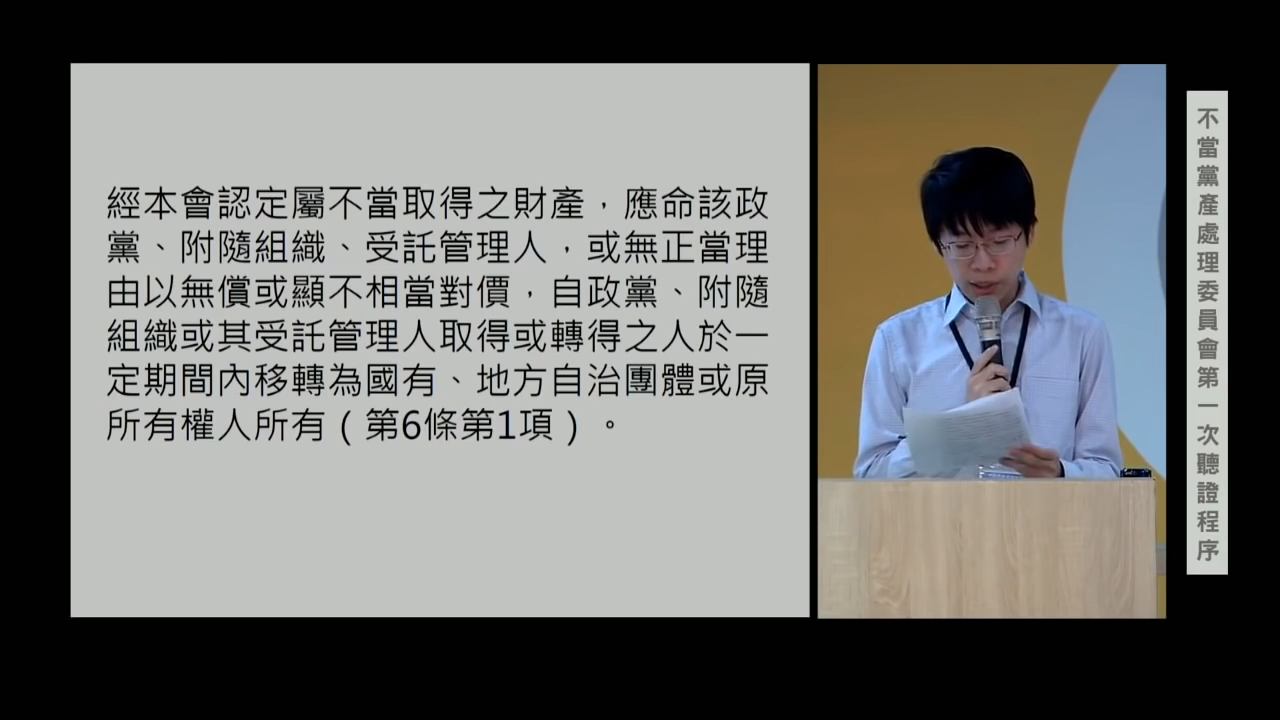 經本會認定屬不當取得之財產，應命該政
黨、附隨組織、受託管理人，或無正當理
由以無償或顯不相當對價，自政黨、附隨
組織或其受託管理人取得或轉得之人於一
定期間內移轉為國有、地方自治團體或原
所有權人所有（第6條第1項）。
不當黨產處理委員會第一次聽證程序